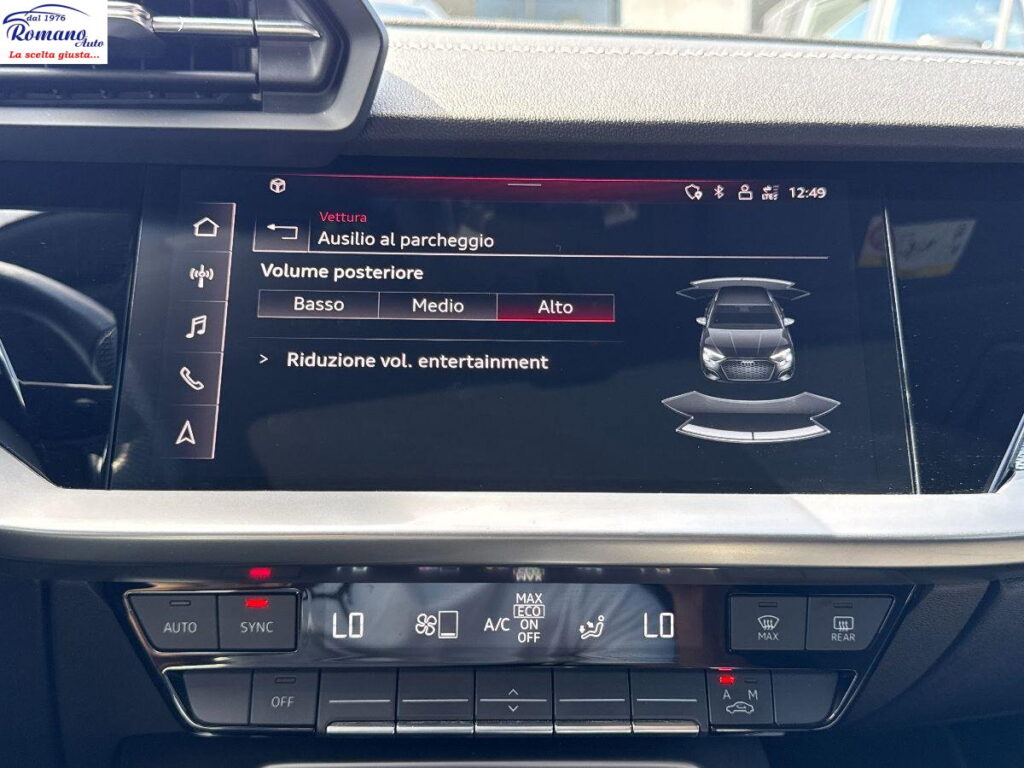 dal 1976
Romano
Auto
La scelta giusta...
LTE
12:49
Vettura
Ausilio al parcheggio
Volume posteriore
Basso Medio Alto
> Riduzione vol. entertainment
AUTO SYNC LO A/C MAX ECO ON OFF LO MAX REAR
OFF A M